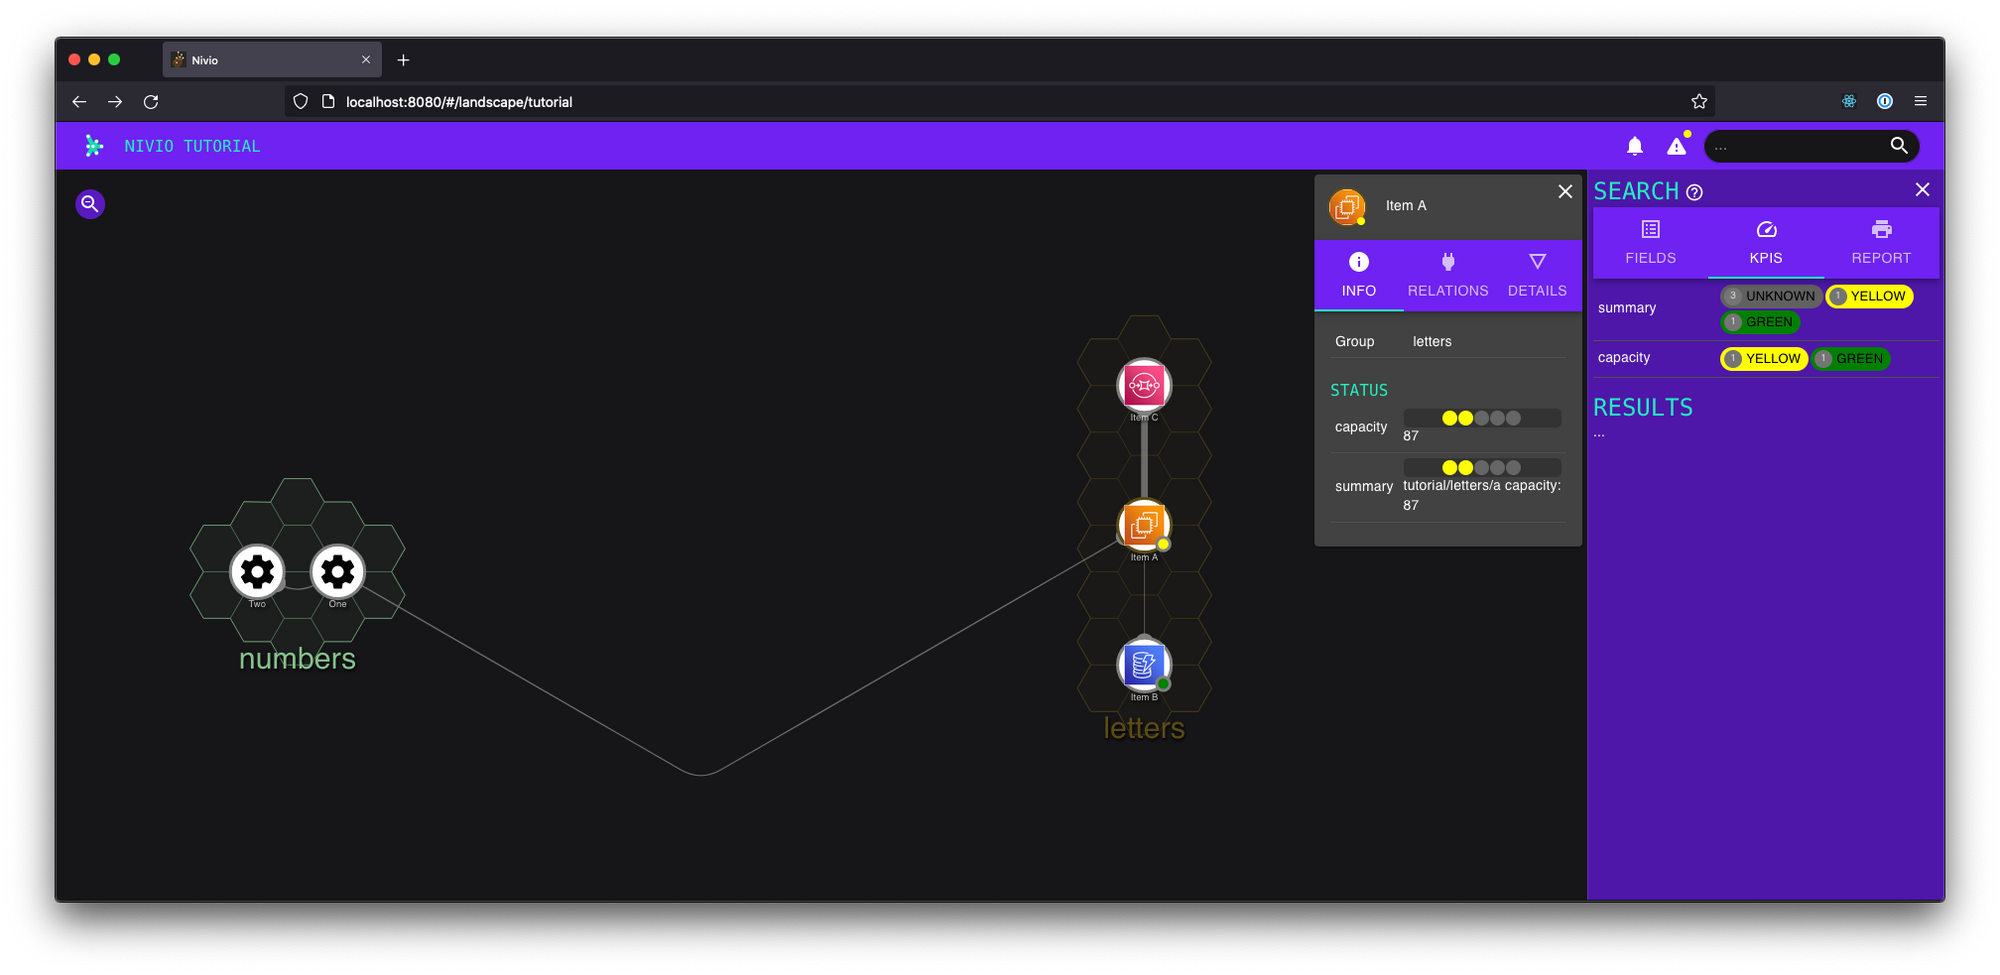 Nivio
localhost:8080/#/landscape/tutorial
NIVIO TUTORIAL
...
Item A
INFO
RELATIONS
DETAILS
Group letters
STATUS
capacity
87
summary
tutorial/letters/a capacity:
87
SEARCH
FIELDS
KPIS
REPORT
summary
3 UNKNOWN
1 YELLOW
1 GREEN
capacity
1 YELLOW
1 GREEN
RESULTS
...
Item C
Item A
Item B
letters
Two
One
numbers